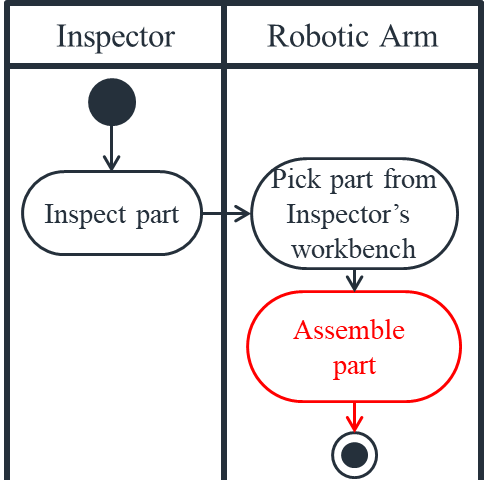 Inspector
Robotic Arm
Inspect part
Pick part from
Inspector’s
workbench
Assemble
part